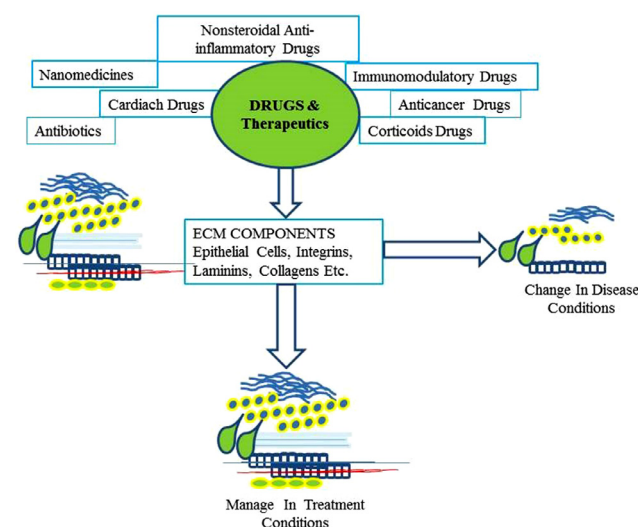 Nonsteroidal Anti-
inflammatory Drugs
Nanomedicines
Immunomodulatory Drugs
Cardiach Drugs
DRUGS &
Therapeutics
Anticancer Drugs
Antibiotics
Corticoids Drugs
ECM COMPONENTS
Epithelial Cells, Integrins,
Laminins, Collagens Etc.
Change In Disease
Conditions
Manage In Treatment
Conditions